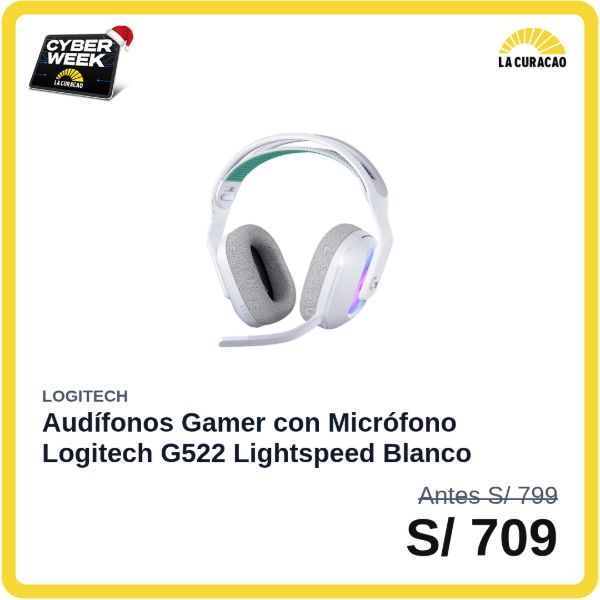 CYBER
WEEK
LA CURACAO
LA CURACAO
LOGITECH
Audífonos Gamer con Micrófono
Logitech G522 Lightspeed Blanco
Antes S/ 799
S/ 709